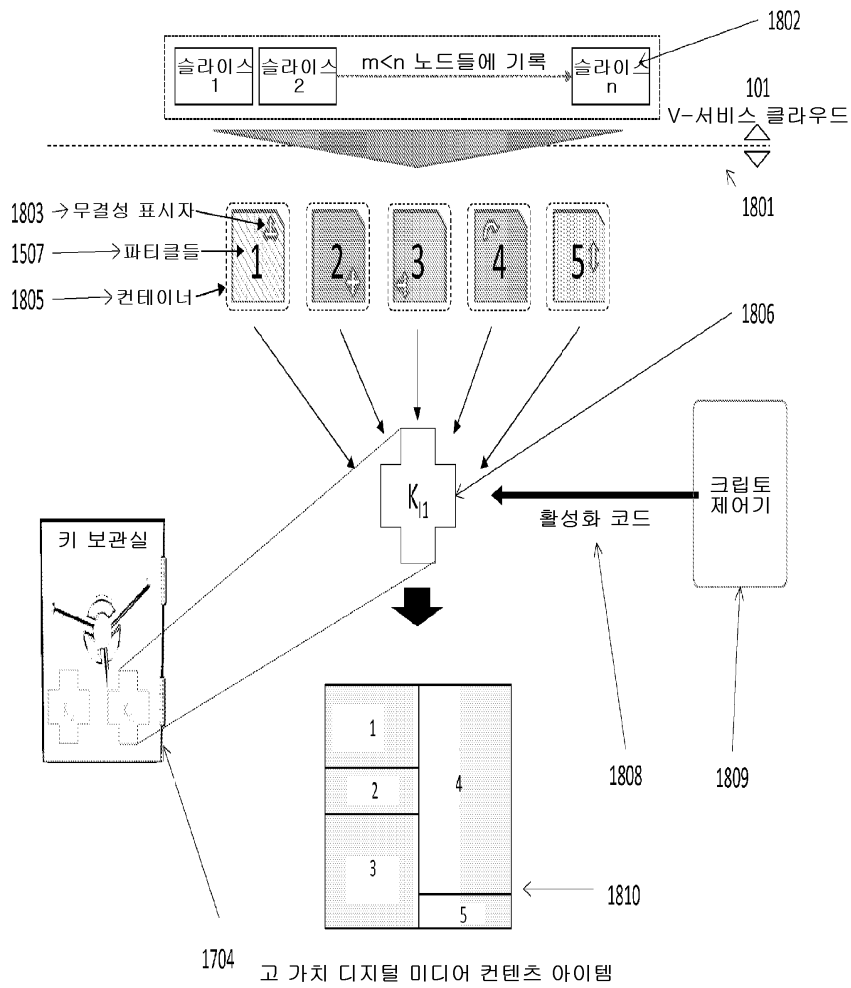 1802
슬라이스
1
슬라이스
2
m<n 노드들에 기록
슬라이스
n
101
V-서비스 클라우드
1801
1803
무결성 표시자
1507
파티클들
1805
컨테이너
1
2
3
4
5
1806
K_I1
크립토
제어기
활성화 코드
키 보관실
K
K
1
2
3
4
5
1808
1809
1810
1704
고 가치 디지털 미디어 컨텐츠 아이템